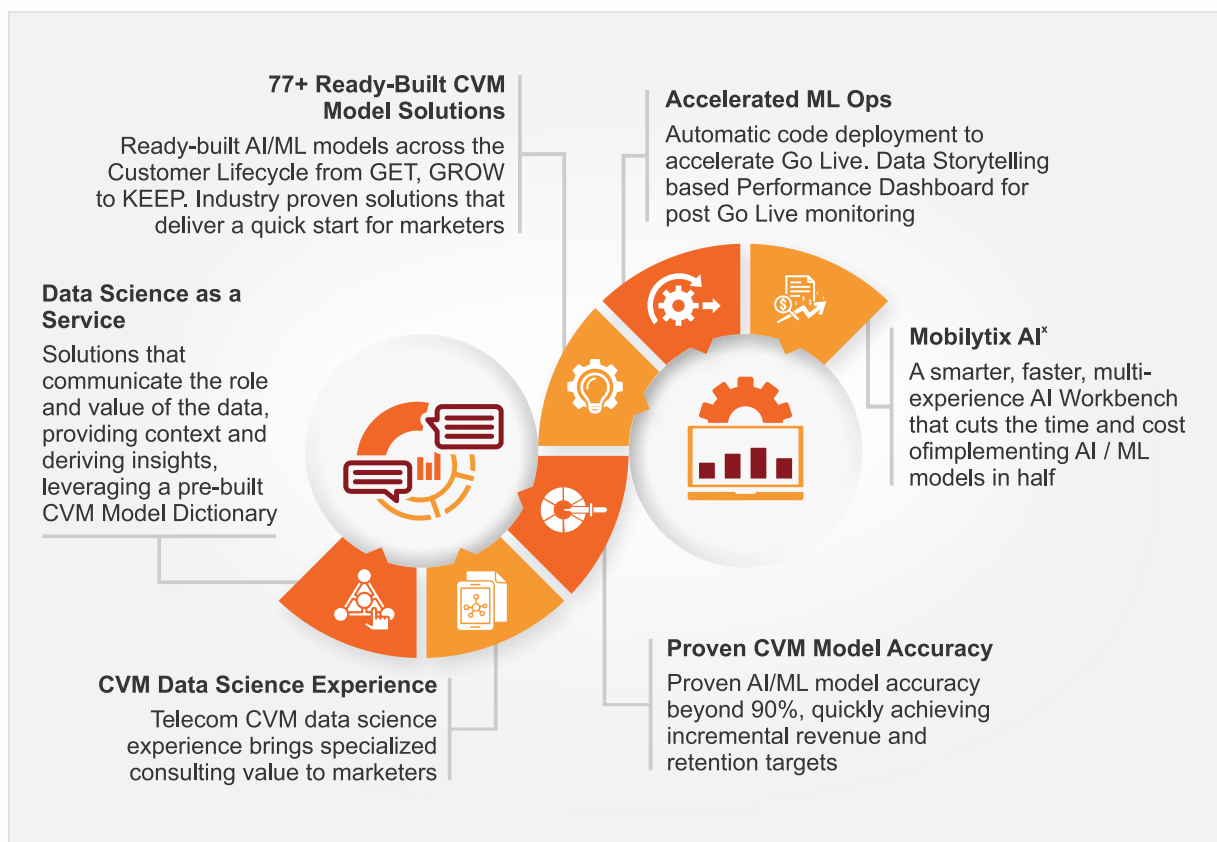 77+ Ready-Built CVM
Model Solutions
Ready-built AI/ML models across the
Customer Lifecycle from GET, GROW
to KEEP. Industry proven solutions that
deliver a quick start for marketers
Accelerated ML Ops
Automatic code deployment to
accelerate Go Live. Data Storytelling
based Performance Dashboard for
post Go Live monitoring
Data Science as a
Service
Solutions that
communicate the role
and value of the data,
providing context and
deriving insights,
leveraging a pre-built
CVM Model Dictionary
Mobilytix AIˣ
A smarter, faster, multi-
experience AI Workbench
that cuts the time and cost
ofimplementing AI / ML
models in half
CVM Data Science Experience
Telecom CVM data science
experience brings specialized
consulting value to marketers
Proven CVM Model Accuracy
Proven AI/ML model accuracy
beyond 90%, quickly achieving
incremental revenue and
retention targets